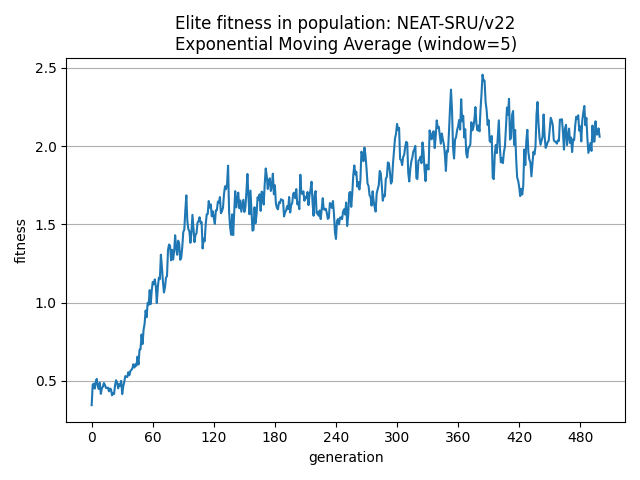 Elite fitness in population: NEAT-SRU/v22
Exponential Moving Average (window=5)
2.5
2.0
1.5
1.0
0.5
fitness
0 60 120 180 240 300 360 420 480
generation